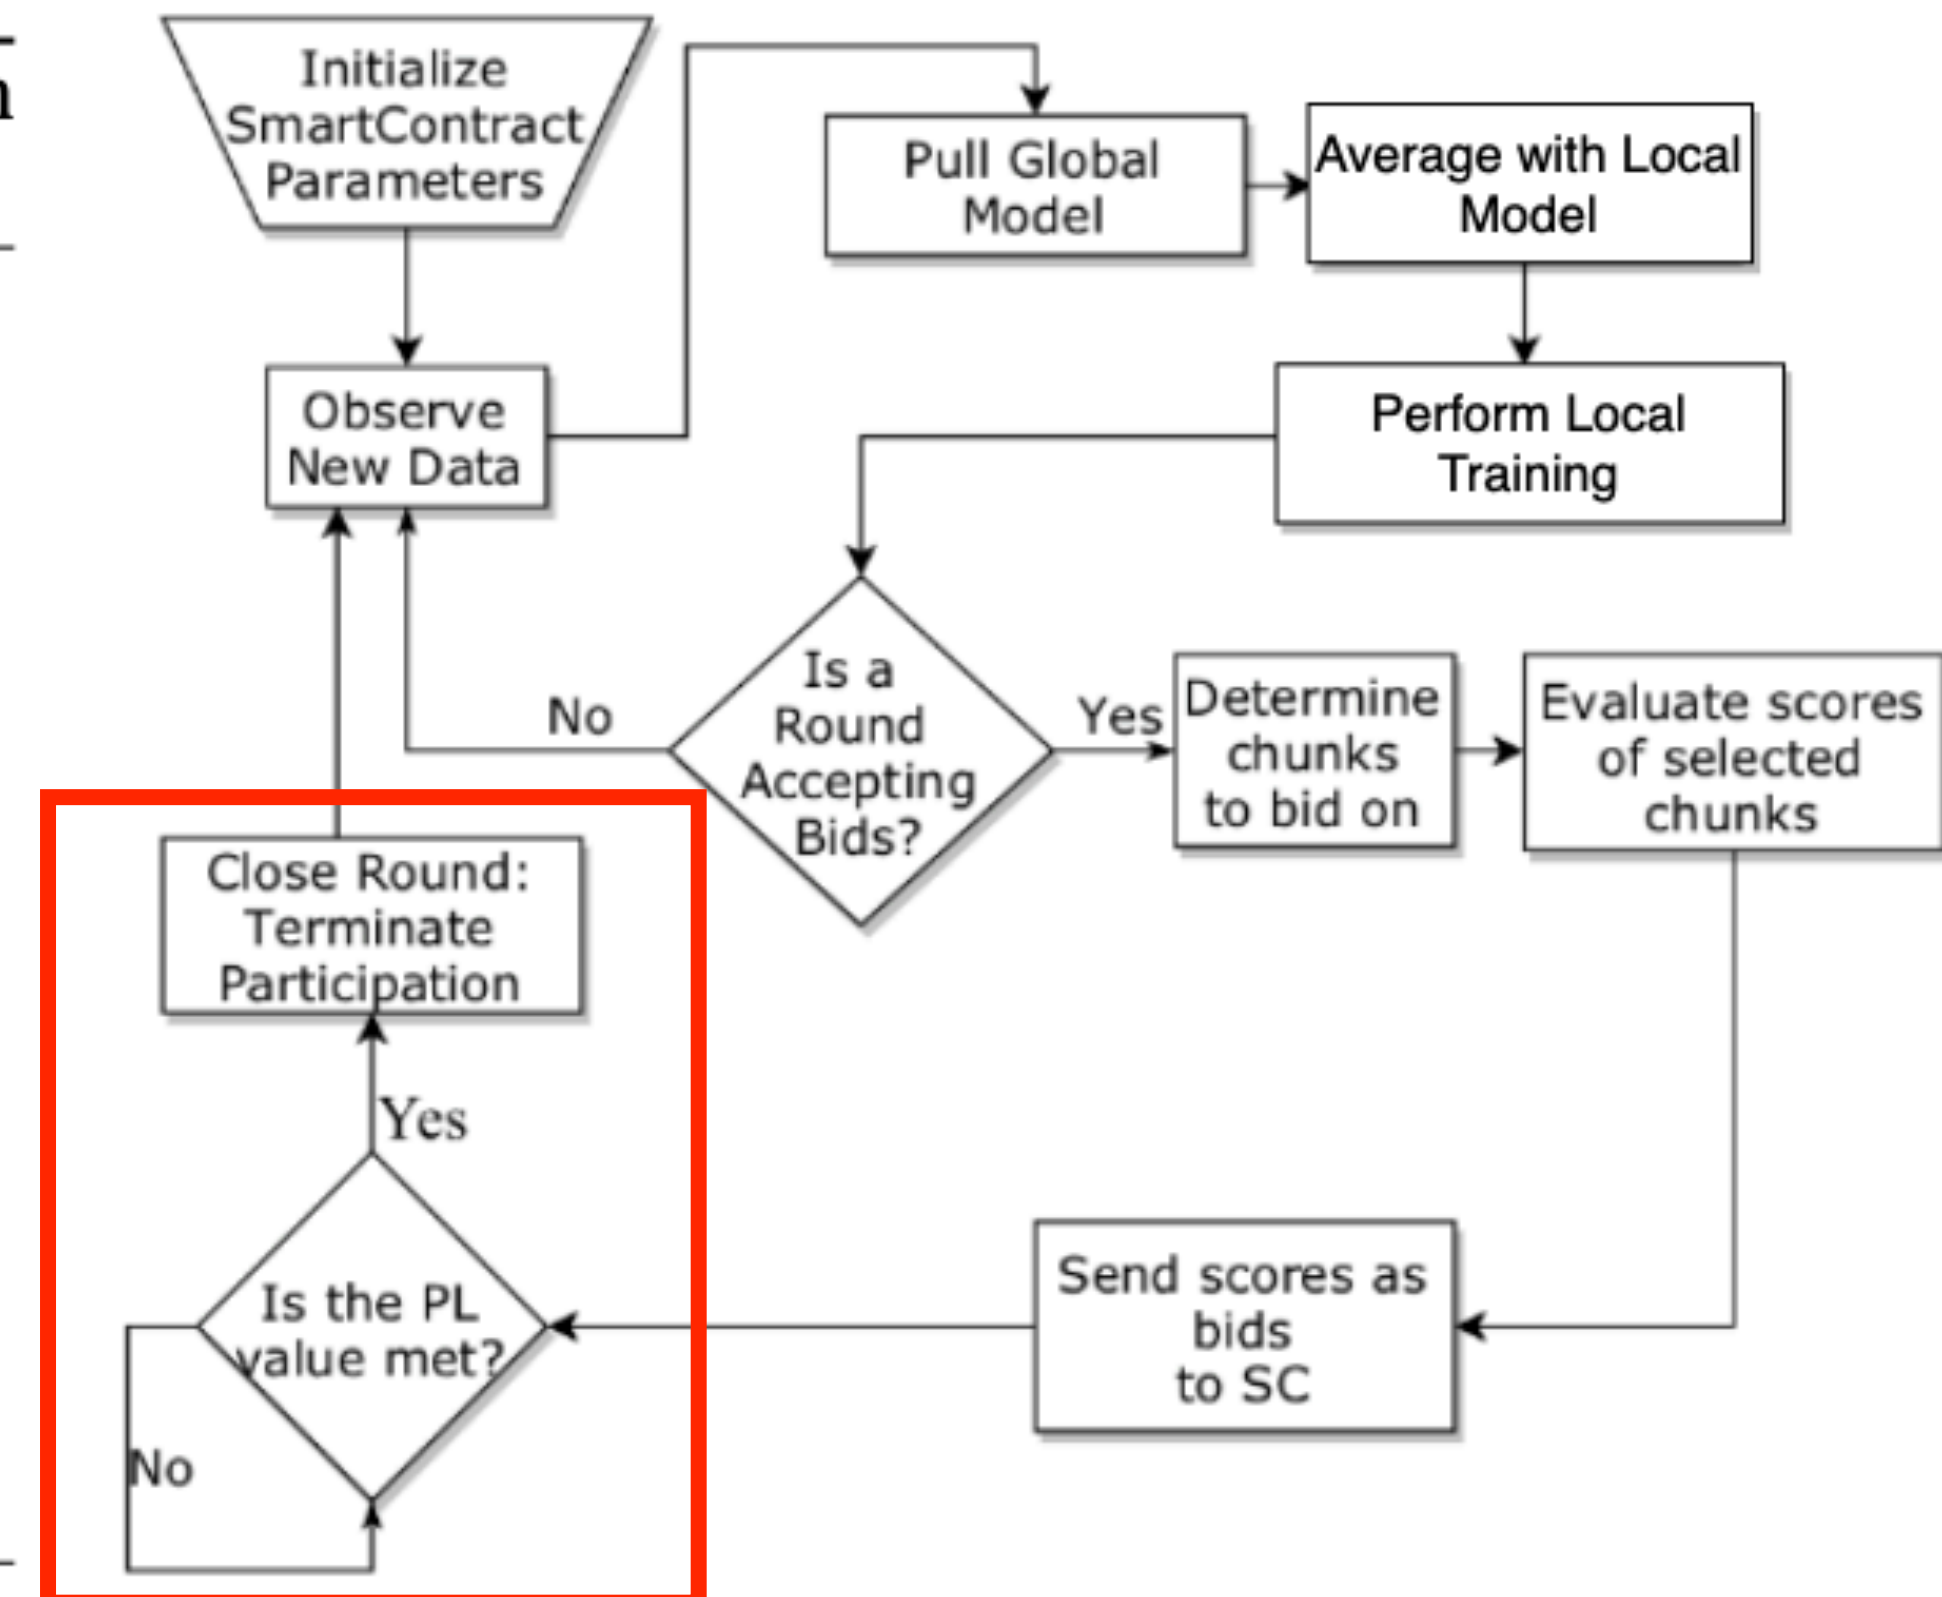 Initialize
SmartContract
Parameters
Pull Global
Model
Average with Local
Model
Observe
New Data
Perform Local
Training
Is a
Round
Accepting
Bids?
No
Yes
Determine
chunks
to bid on
Evaluate scores
of selected
chunks
Close Round:
Terminate
Participation
Yes
Is the PL
value met?
No
Send scores as
bids
to SC